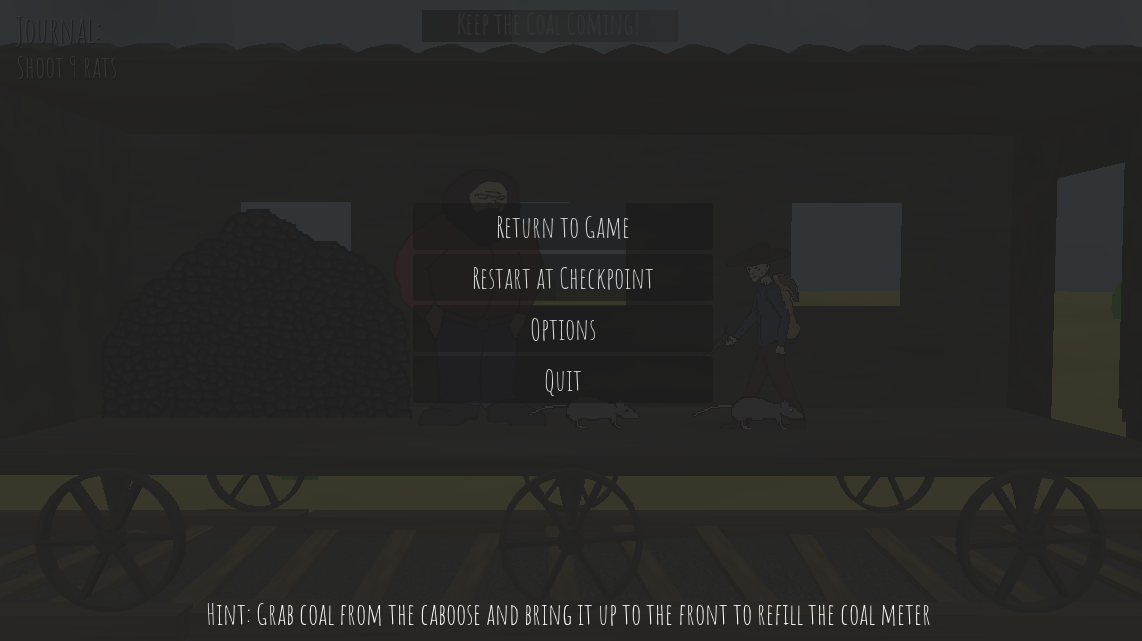 Journal:
Shoot 9 rats
Keep the Coal Coming!
Return to Game
Restart at Checkpoint
Options
Quit
Hint: Grab coal from the caboose and bring it up to the front to refill the coal meter